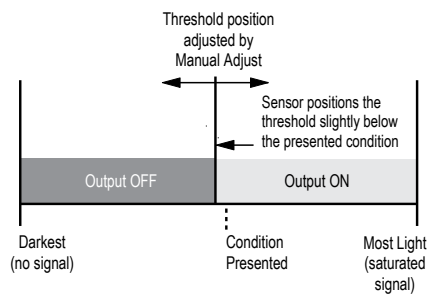 Threshold position
adjusted by
Manual Adjust
Sensor positions the
threshold slightly below
the presented condition
Output OFF
Output ON
Darkest
(no signal)
Condition
Presented
Most Light
(saturated
signal)